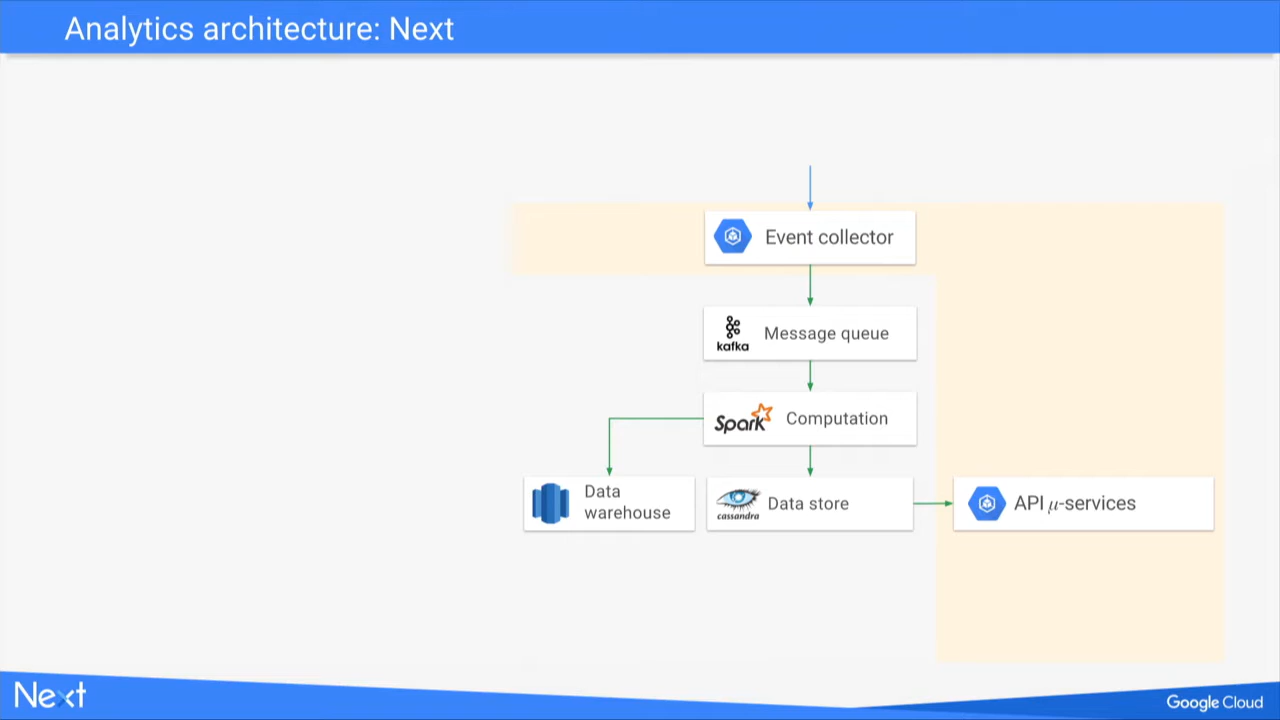 Analytics architecture: Next
Event collector
kafka
Message queue
Spark
Computation
Data
warehouse
cassandra
Data store
API μ-services
Next
Google Cloud